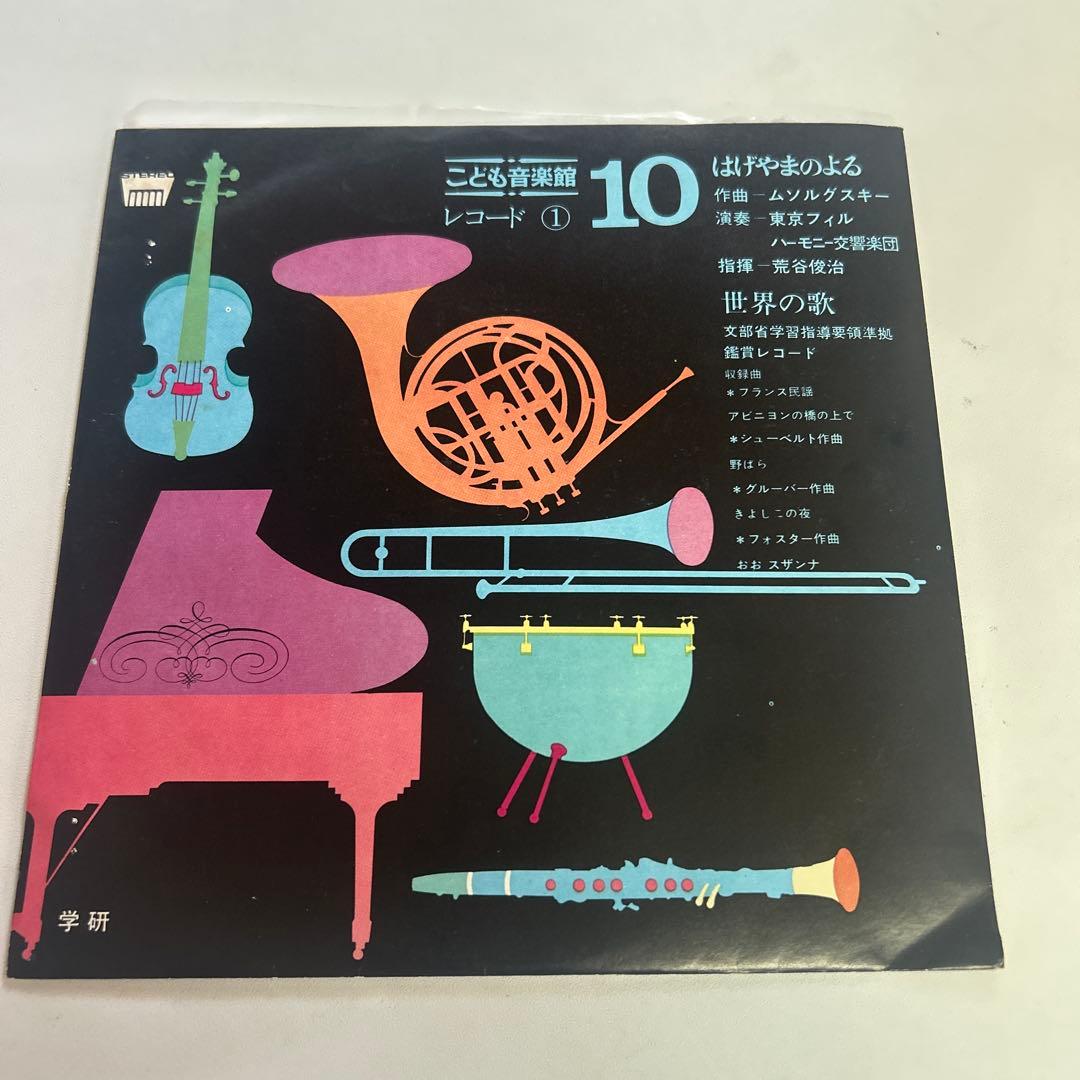 STEREO
こども音楽館
レコード ①
10
はげやまのよる
作曲―ムソルグスキー
演奏―東京フィル
ハーモニー交響楽団
指揮―荒谷俊治
世界の歌
文部省学習指導要領準拠
鑑賞レコード
収録曲
*フランス民謡
アビニヨンの橋の上で
*シューベルト作曲
野ばら
*グルーバー作曲
きよしこの夜
*フォスター作曲
おお スザンナ
学研